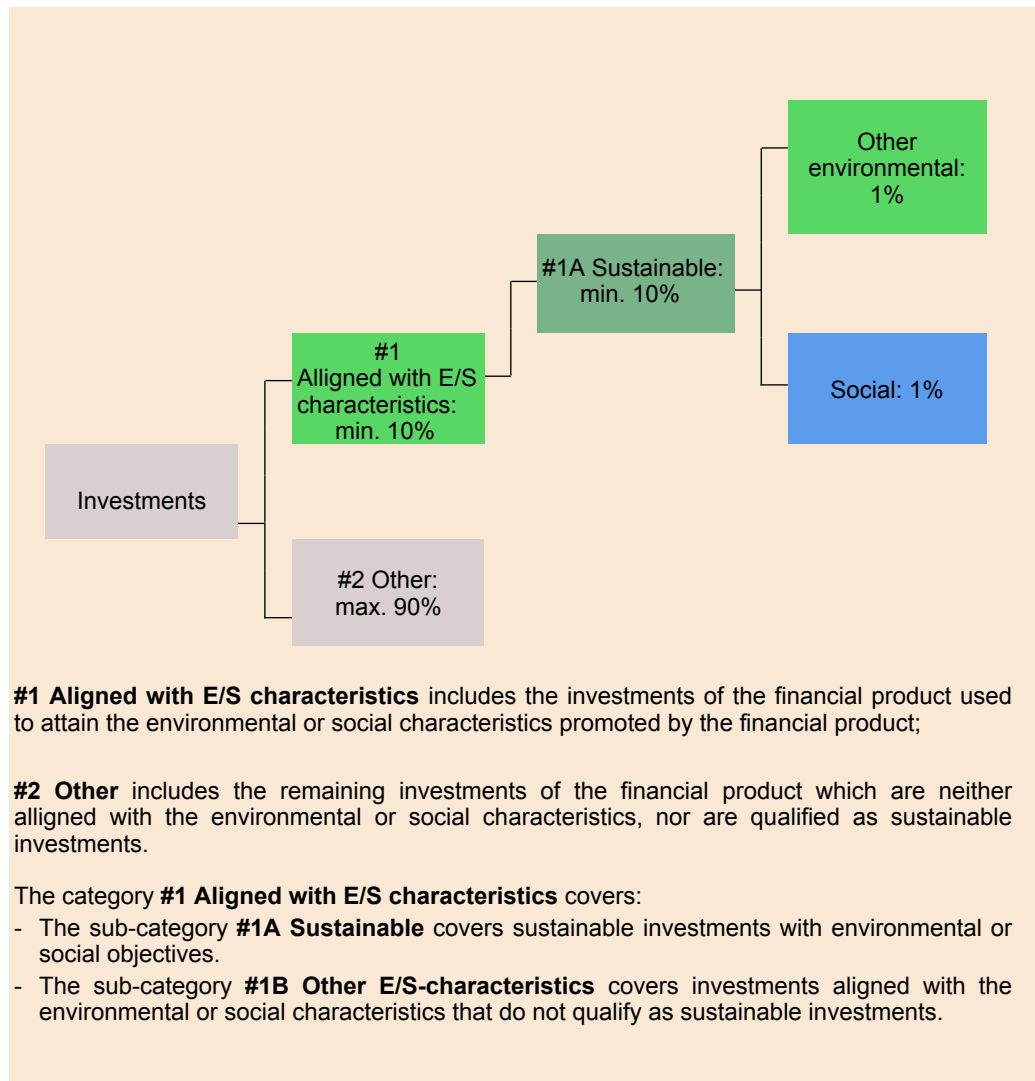 Other
environmental:
1%
#1A Sustainable:
min. 10%
#1
Alligned with E/S
characteristics:
min. 10%
Social: 1%
Investments
#2 Other:
max. 90%
#1 Aligned with E/S characteristics includes the investments of the financial product used
to attain the environmental or social characteristics promoted by the financial product;
#2 Other includes the remaining investments of the financial product which are neither
aligned with the environmental or social characteristics, nor are qualified as sustainable
investments.
The category #1 Aligned with E/S characteristics covers:
- The sub-category #1A Sustainable covers sustainable investments with environmental or
social objectives.
- The sub-category #1B Other E/S-characteristics covers investments aligned with the
environmental or social characteristics that do not qualify as sustainable investments.